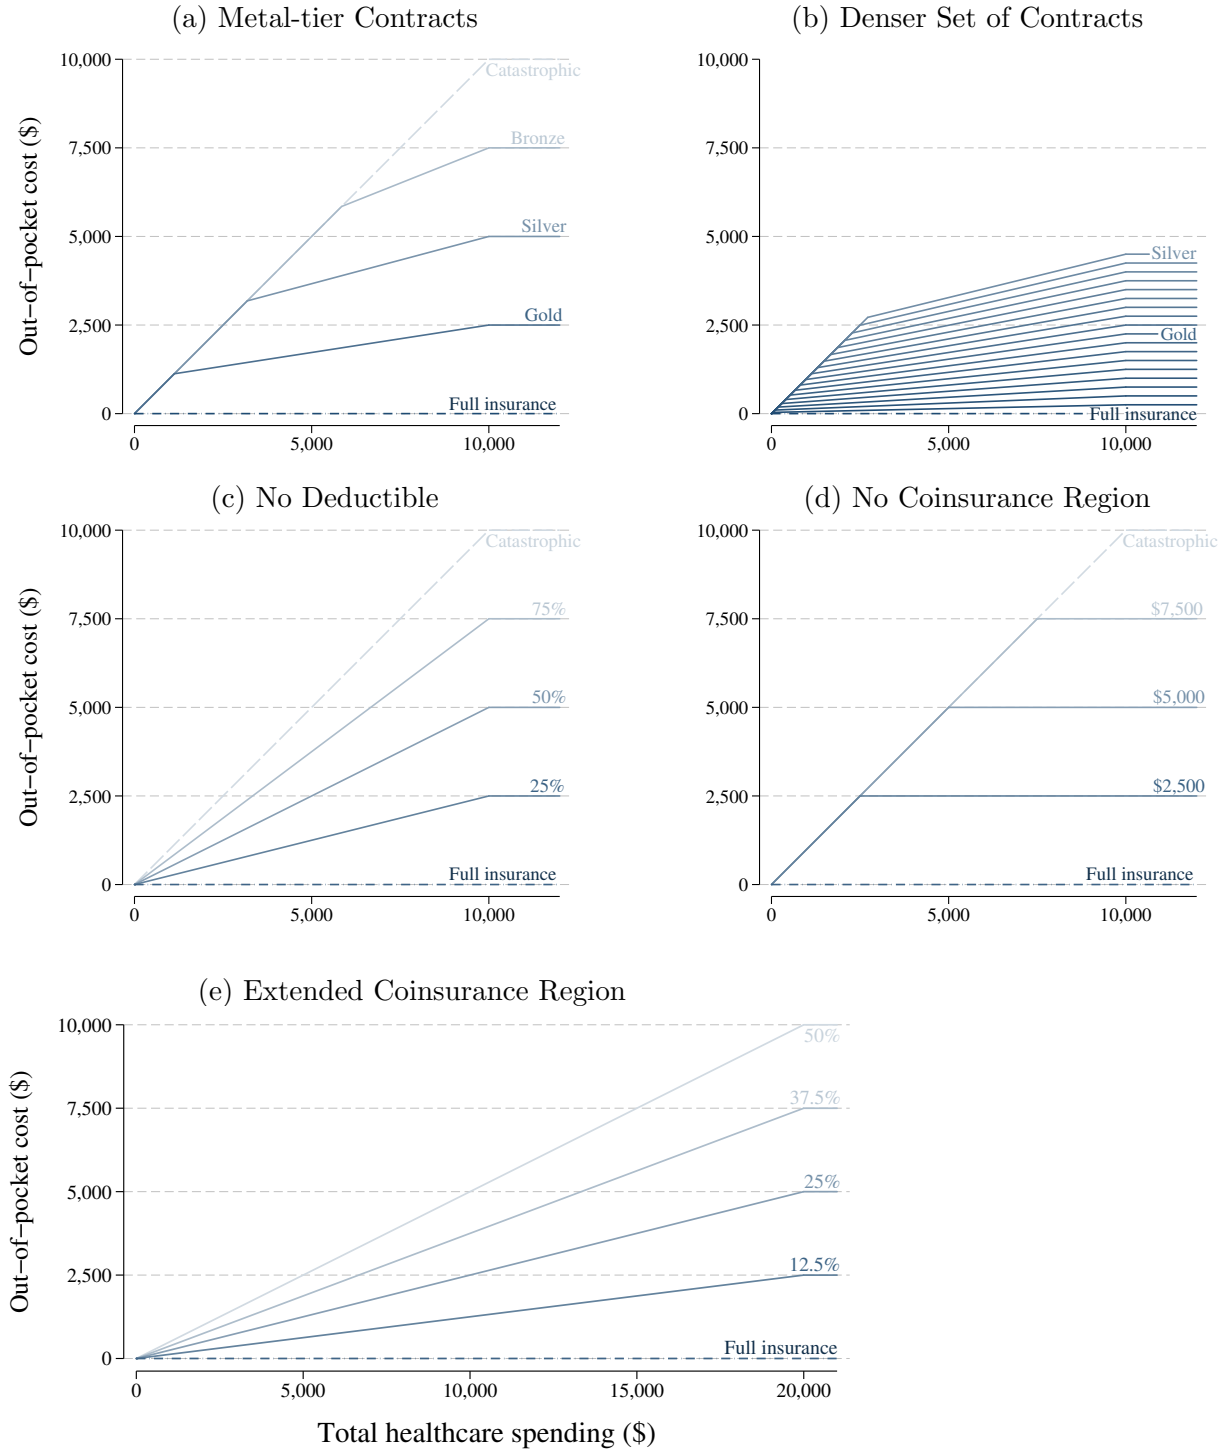 (a) Metal-tier Contracts
(b) Denser Set of Contracts
Out-of-pocket cost ($)
10,000
7,500
5,000
2,500
0
Catastrophic
Bronze
Silver
Gold
Full insurance
0 5,000 10,000
10,000
7,500
5,000
2,500
0
Silver
Gold
Full insurance
0 5,000 10,000
(c) No Deductible
(d) No Coinsurance Region
Out-of-pocket cost ($)
10,000
7,500
5,000
2,500
0
Catastrophic
75%
50%
25%
Full insurance
0 5,000 10,000
10,000
7,500
5,000
2,500
0
Catastrophic
$7,500
$5,000
$2,500
Full insurance
0 5,000 10,000
(e) Extended Coinsurance Region
Out-of-pocket cost ($)
10,000
7,500
5,000
2,500
0
50%
37.5%
25%
12.5%
Full insurance
0 5,000 10,000 15,000 20,000
Total healthcare spending ($)